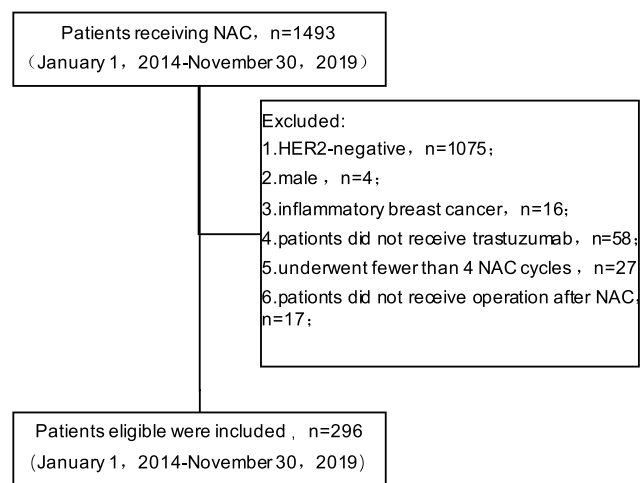 Patients receiving NAC，n=1493
（January 1，2014-November 30，2019）
Excluded:
1.HER2-negative，n=1075；
2.male，n=4；
3.inflammatory breast cancer，n=16；
4.pationts did not receive trastuzumab，n=58；
5.underwent fewer than 4 NAC cycles，n=27
6.pationts did not receive operation after NAC，
n=17；
Patients eligible were included，n=296
(January 1，2014-November 30，2019)